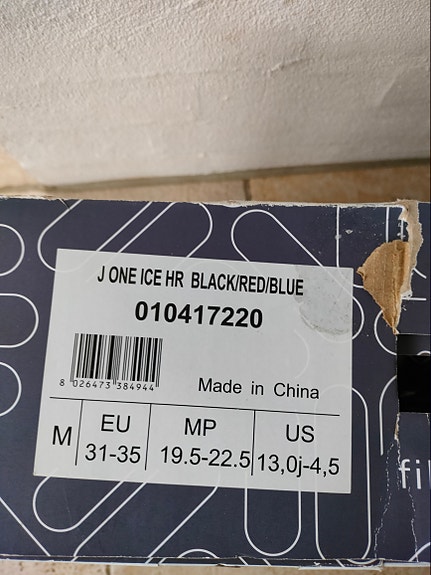 J ONE ICE HR BLACK/RED/BLUE
010417220
8 026473 384944
Made in China
M
EU
31-35
MP
19.5-22.5
US
13,0j-4,5
fil